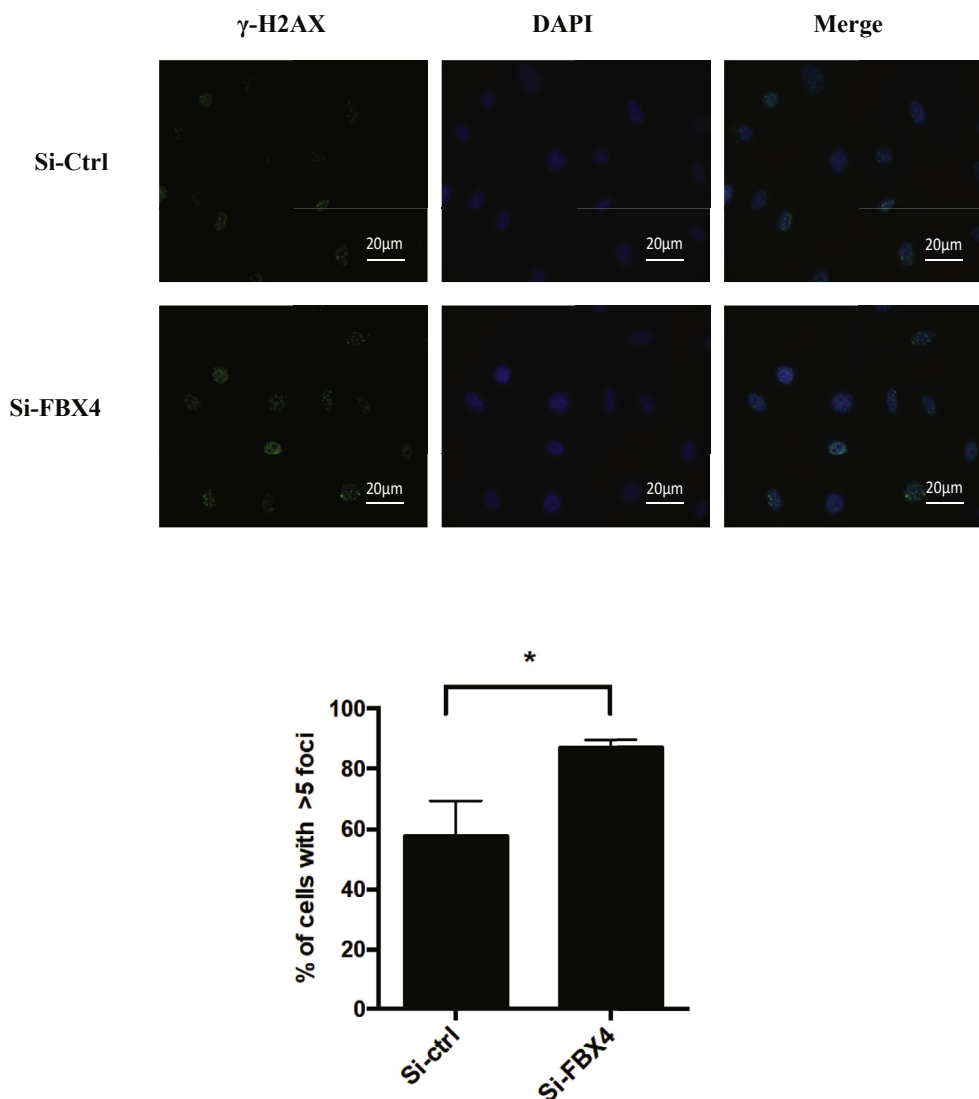 γ-H2AX DAPI Merge
Si-Ctrl
20µm 20µm 20µm
Si-FBX4
20µm 20µm 20µm
*
% of cells with >5 foci
100
80
60
40
20
0
Si-ctrl
Si-FBX4